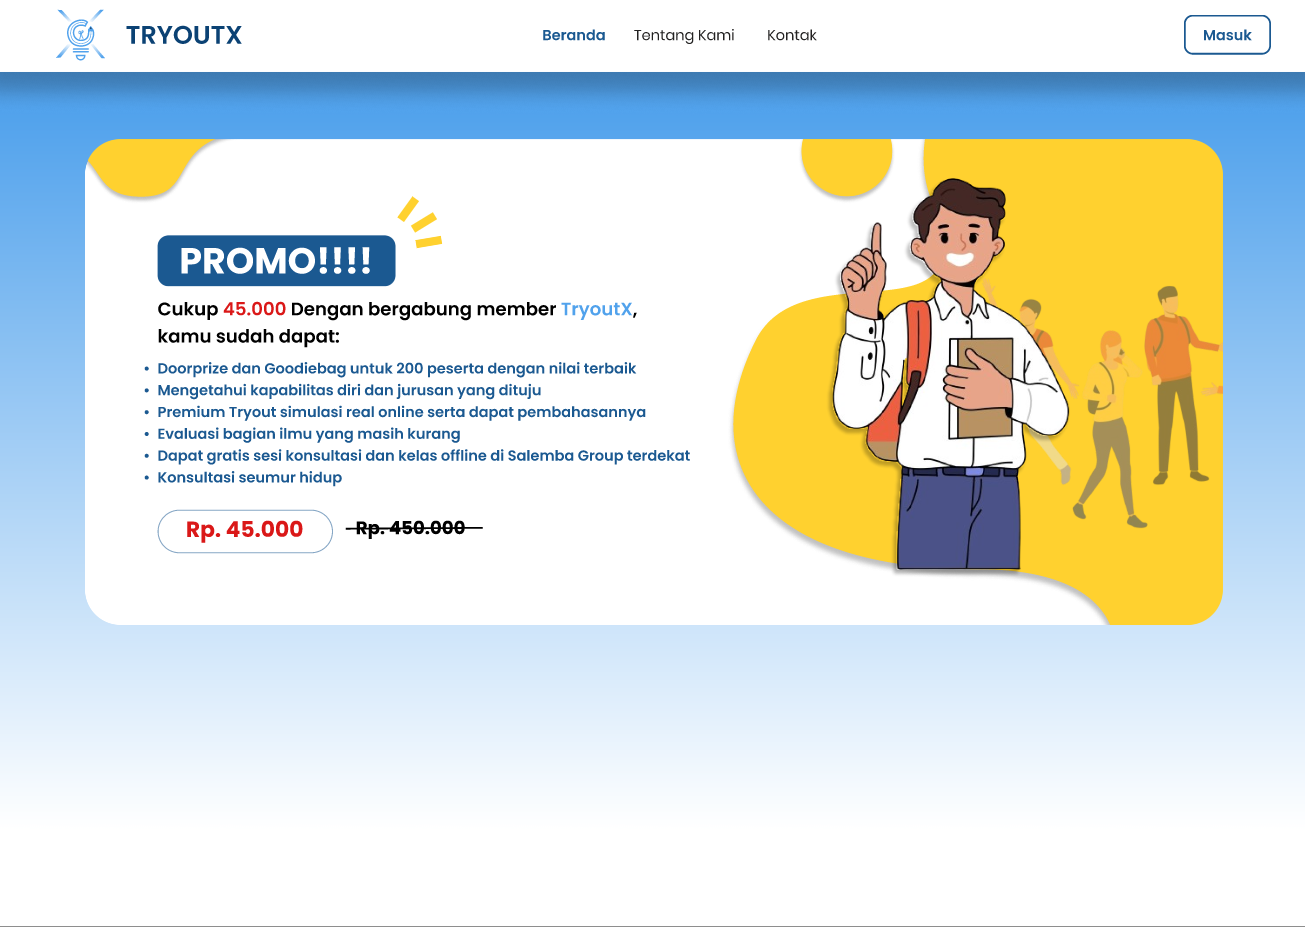 TRYOUTX
Beranda
Tentang Kami
Kontak
Masuk
PROMO!!!!
Cukup 45.000 Dengan bergabung member TryoutX,
kamu sudah dapat:
• Doorprize dan Goodiebag untuk 200 peserta dengan nilai terbaik
• Mengetahui kapabilitas diri dan jurusan yang dituju
• Premium Tryout simulasi real online serta dapat pembahasannya
• Evaluasi bagian ilmu yang masih kurang
• Dapat gratis sesi konsultasi dan kelas offline di Salemba Group terdekat
• Konsultasi seumur hidup
Rp. 45.000
Rp. 450.000